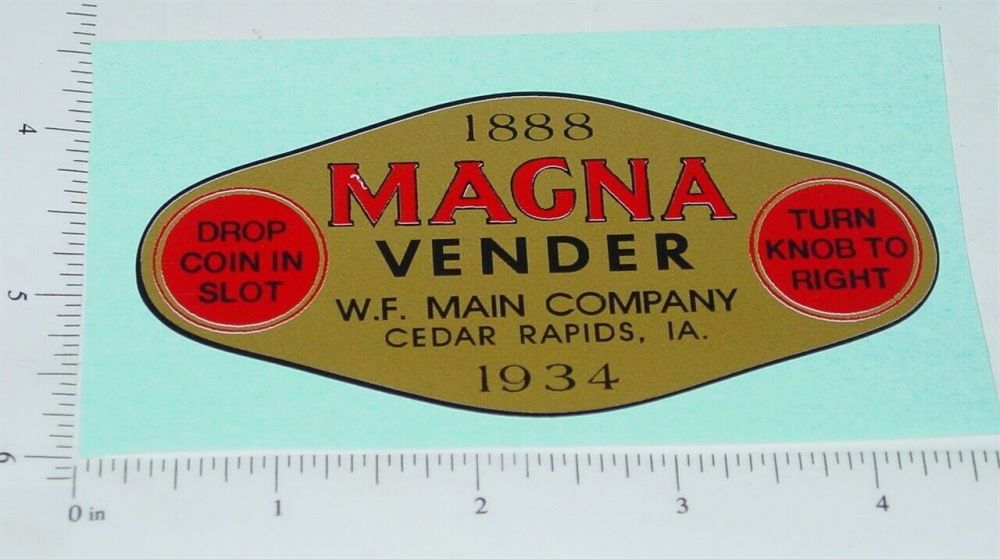 1888
MAGNA
VENDER
W.F. MAIN COMPANY
CEDAR RAPIDS, IA.
1934
DROP
COIN IN
SLOT
TURN
KNOB TO
RIGHT
4
5
6
0 in
1
2
3
4